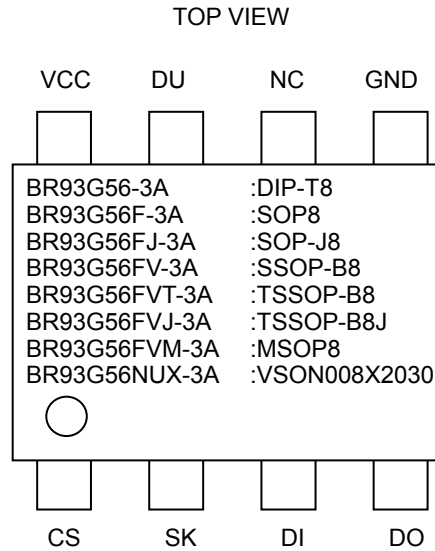 TOP VIEW
VCC DU NC GND
BR93G56-3A :DIP-T8
BR93G56F-3A :SOP8
BR93G56FJ-3A :SOP-J8
BR93G56FV-3A :SSOP-B8
BR93G56FVT-3A :TSSOP-B8
BR93G56FVJ-3A :TSSOP-B8J
BR93G56FVM-3A :MSOP8
BR93G56NUX-3A :VSON008X2030
CS SK DI DO